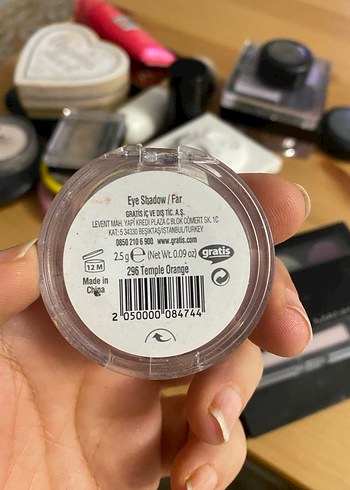 Eye Shadow / Far
GRATIS İÇ VE DIŞ TİC. A.Ş.
LEVENT MAH. YAPI KREDİ PLAZA C BLOK CÖMERT SK. 1C
KAT: 5 34330 BEŞİKTAŞ/İSTANBUL/TURKEY
0850 210 6 900 www.gratis.com
2.5 g ℮ (Net Wt. 0.09 oz) gratis
12 M
296 Temple Orange
Made in
China
2 050000 084744